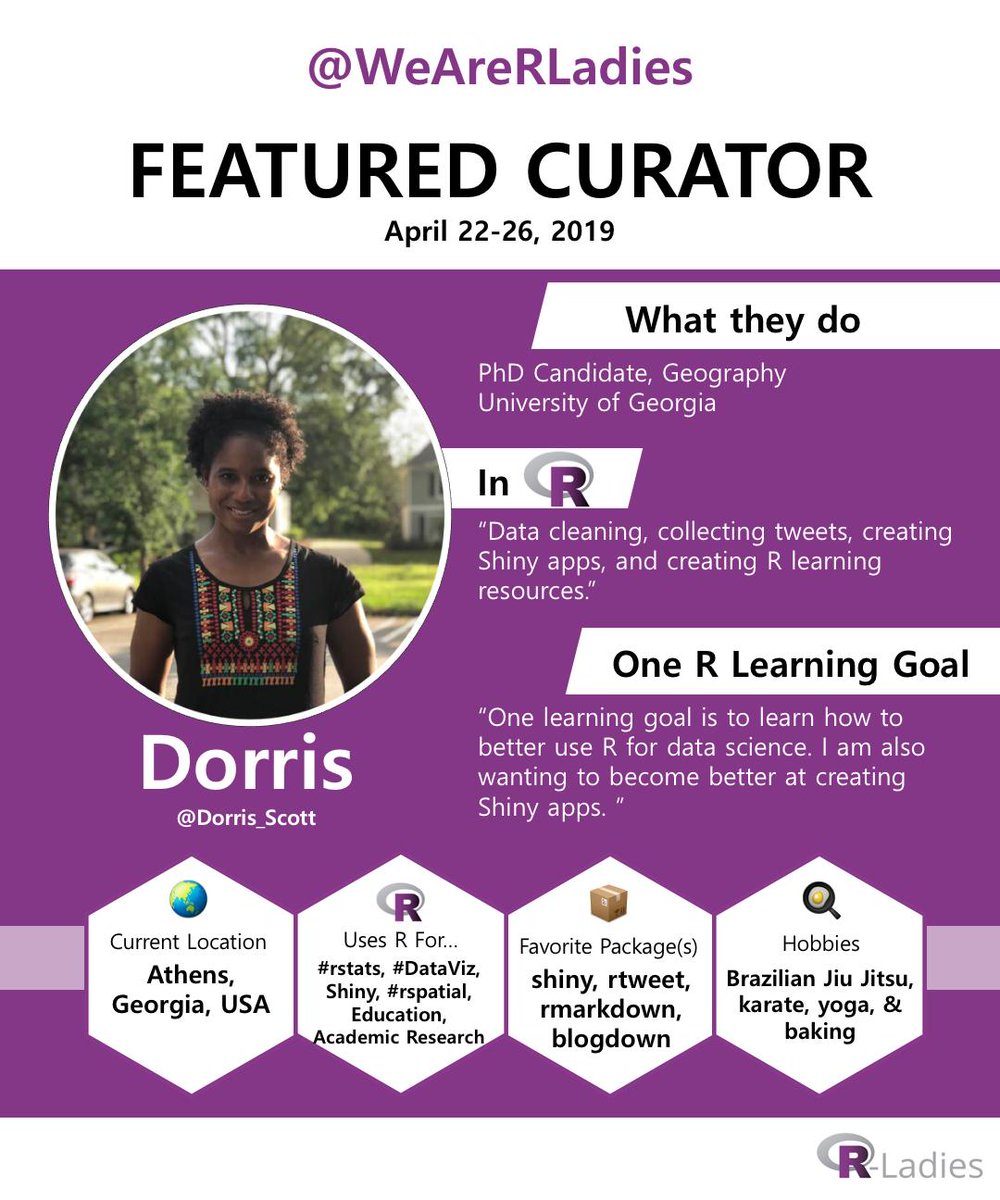 @WeAreRLadies
FEATURED CURATOR
April 22-26, 2019
What they do
PhD Candidate, Geography
University of Georgia
In R
“Data cleaning, collecting tweets, creating
Shiny apps, and creating R learning
resources.”
One R Learning Goal
“One learning goal is to learn how to
better use R for data science. I am also
wanting to become better at creating
Shiny apps. ”
Dorris
@Dorris_Scott
Current Location
Athens,
Georgia, USA
R
Uses R For...
#rstats, #DataViz,
Shiny, #rspatial,
Education,
Academic Research
Favorite Package(s)
shiny, rtweet,
rmarkdown,
blogdown
Hobbies
Brazilian Jiu Jitsu,
karate, yoga, &
baking
R-Ladies